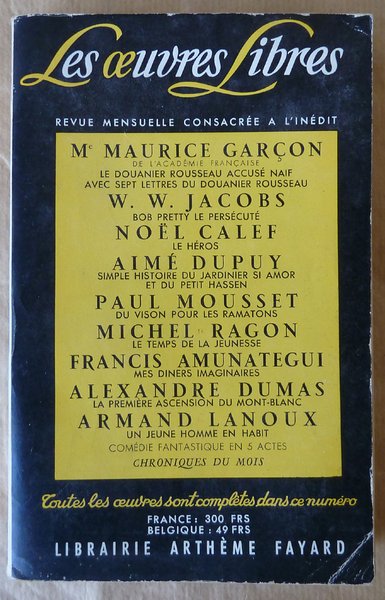 Les œuvres Libres
REVUE MENSUELLE CONSACRÉE A L'INÉDIT
Me MAURICE GARÇON
DE L'ACADÉMIE FRANÇAISE
LE DOUANIER ROUSSEAU ACCUSÉ NAIF
AVEC SEPT LETTRES DU DOUANIER ROUSSEAU
W. W. JACOBS
BOB PRETTY LE PERSÉCUTÉ
NOËL CALEF
LE HÉROS
AIMÉ DUPUY
SIMPLE HISTOIRE DU JARDINIER SI AMOR
ET DU PETIT HASSEN
PAUL MOUSSET
DU VISON POUR LES RAMATONS
MICHEL RAGON
LE TEMPS DE LA JEUNESSE
FRANCIS AMUNATEGUI
MES DINERS IMAGINAIRES
ALEXANDRE DUMAS
LA PREMIÈRE ASCENSION DU MONT-BLANC
ARMAND LANOUX
UN JEUNE HOMME EN HABIT
COMÉDIE FANTASTIQUE EN 5 ACTES
CHRONIQUES DU MOIS
Toutes les œuvres sont complètes dans ce numéro
FRANCE : 300 FRS
BELGIQUE : 49 FRS
LIBRAIRIE ARTHÈME FAYARD